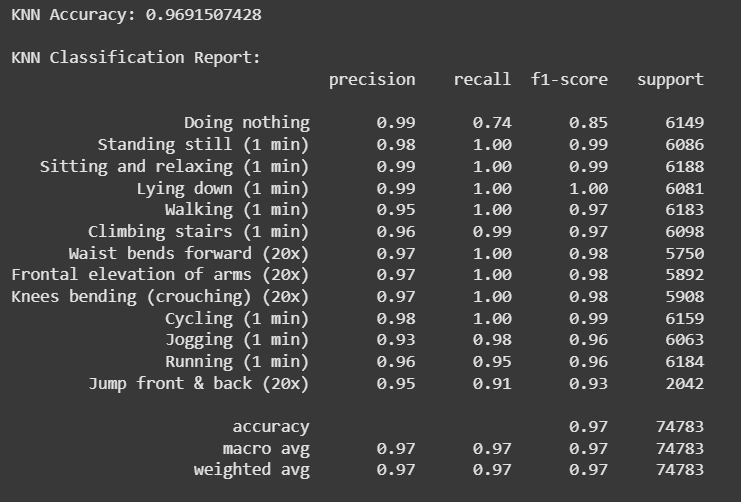 KNN Accuracy: 0.9691507428
KNN Classification Report:
precision recall f1-score support
Doing nothing 0.99 0.74 0.85 6149
Standing still (1 min) 0.98 1.00 0.99 6086
Sitting and relaxing (1 min) 0.99 1.00 0.99 6188
Lying down (1 min) 0.99 1.00 1.00 6081
Walking (1 min) 0.95 1.00 0.97 6183
Climbing stairs (1 min) 0.96 0.99 0.97 6098
Waist bends forward (20x) 0.97 1.00 0.98 5750
Frontal elevation of arms (20x) 0.97 1.00 0.98 5892
Knees bending (crouching) (20x) 0.97 1.00 0.98 5908
Cycling (1 min) 0.98 1.00 0.99 6159
Jogging (1 min) 0.93 0.98 0.96 6063
Running (1 min) 0.96 0.95 0.96 6184
Jump front & back (20x) 0.95 0.91 0.93 2042
accuracy 0.97 74783
macro avg 0.97 0.97 0.97 74783
weighted avg 0.97 0.97 0.97 74783